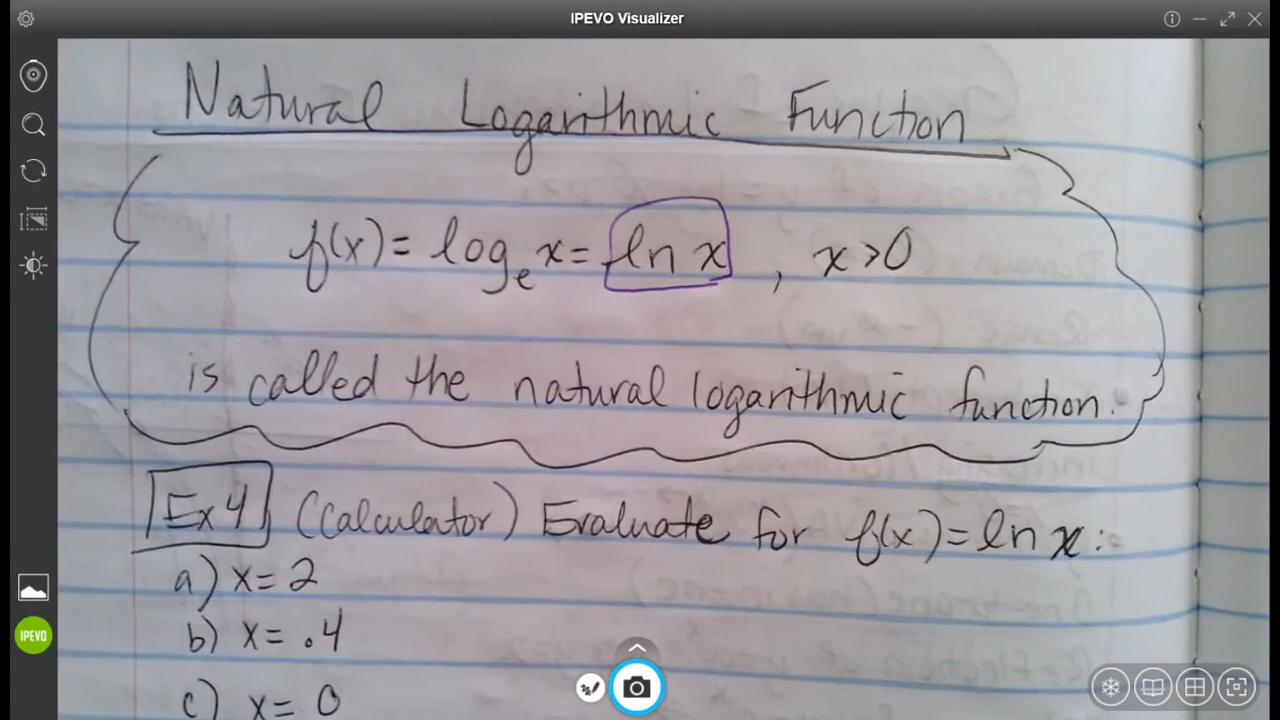 IPEVO Visualizer
Natural Logarithmic Function
f(x) = logₑ x = ln x , x > 0
is called the natural logarithmic function.
Ex 4 (Calculator) Evaluate for f(x) = ln x :
a) x = 2
b) x = .4
IPEVO
c) x = 0